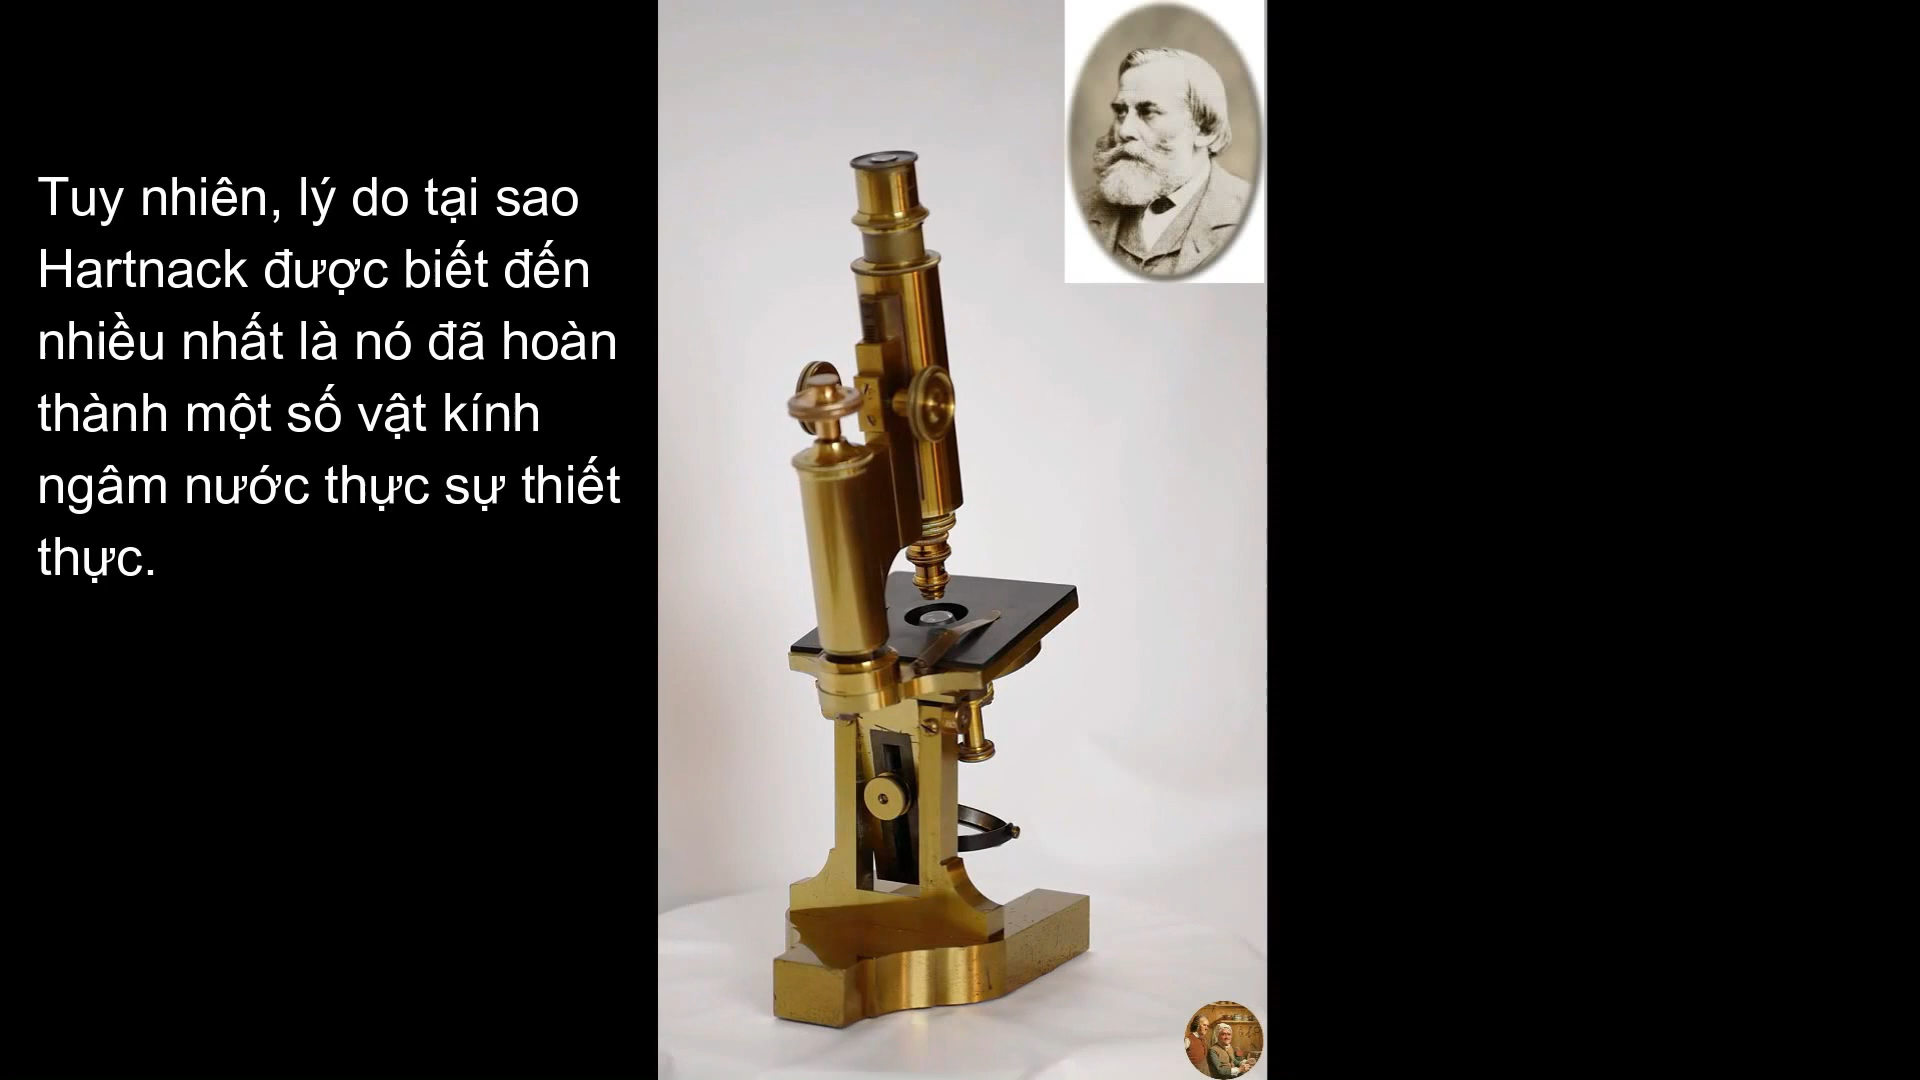 Tuy nhiên, lý do tại sao
Hartnack được biết đến
nhiều nhất là nó đã hoàn
thành một số vật kính
ngâm nước thực sự thiết
thực.